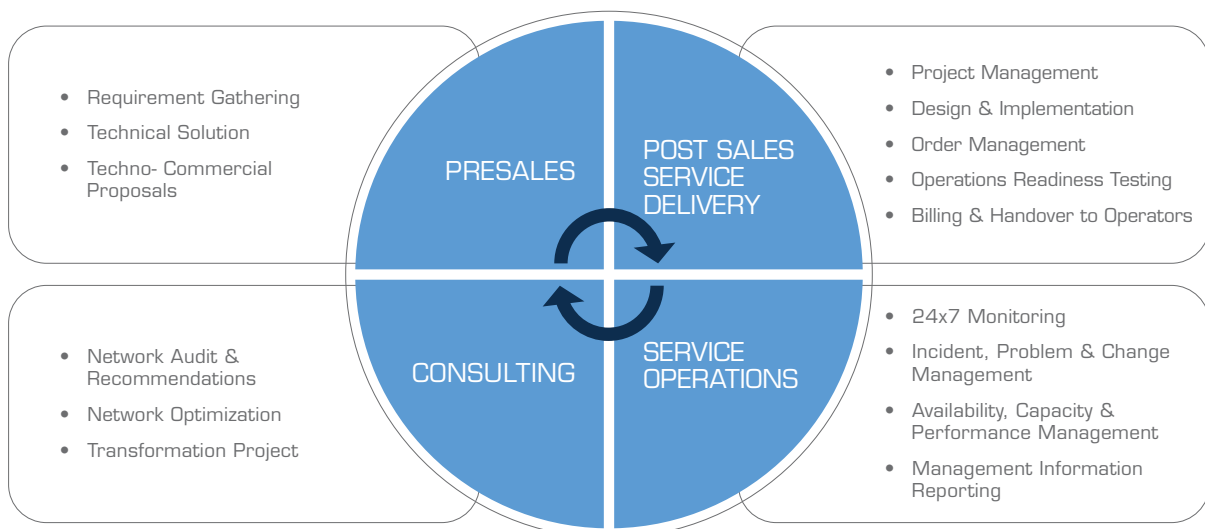 • Requirement Gathering
• Technical Solution
• Techno- Commercial
Proposals
PRESALES
POST SALES
SERVICE
DELIVERY
• Project Management
• Design & Implementation
• Order Management
• Operations Readiness Testing
• Billing & Handover to Operators
• Network Audit &
Recommendations
• Network Optimization
• Transformation Project
CONSULTING
SERVICE
OPERATIONS
• 24x7 Monitoring
• Incident, Problem & Change
Management
• Availability, Capacity &
Performance Management
• Management Information
Reporting